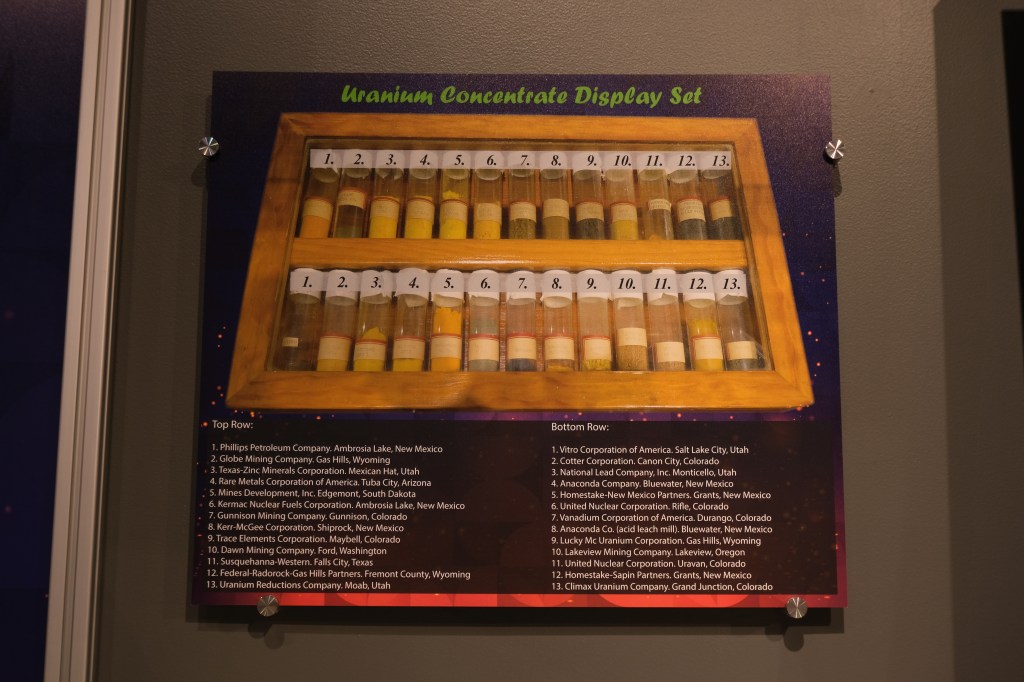 Uranium Concentrate Display Set
1. 2. 3. 4. 5. 6. 7. 8. 9. 10. 11. 12. 13.
1. 2. 3. 4. 5. 6. 7. 8. 9. 10. 11. 12. 13.
Top Row:
1. Phillips Petroleum Company. Ambrosia Lake, New Mexico
2. Globe Mining Company. Gas Hills, Wyoming
3. Texas-Zinc Minerals Corporation. Mexican Hat, Utah
4. Rare Metals Corporation of America. Tuba City, Arizona
5. Mines Development, Inc. Edgemont, South Dakota
6. Kermac Nuclear Fuels Corporation. Ambrosia Lake, New Mexico
7. Gunnison Mining Company. Gunnison, Colorado
8. Kerr-McGee Corporation. Shiprock, New Mexico
9. Trace Elements Corporation. Maybell, Colorado
10. Dawn Mining Company. Ford, Washington
11. Susquehanna-Western. Falls City, Texas
12. Federal-Radorock-Gas Hills Partners. Fremont County, Wyoming
13. Uranium Reductions Company. Moab, Utah
Bottom Row:
1. Vitro Corporation of America. Salt Lake City, Utah
2. Cotter Corporation. Canon City, Colorado
3. National Lead Company, Inc. Monticello, Utah
4. Anaconda Company. Bluewater, New Mexico
5. Homestake-New Mexico Partners. Grants, New Mexico
6. United Nuclear Corporation. Rifle, Colorado
7. Vanadium Corporation of America. Durango, Colorado
8. Anaconda Co. (acid leach mill). Bluewater, New Mexico
9. Lucky Mc Uranium Corporation. Gas Hills, Wyoming
10. Lakeview Mining Company. Lakeview, Oregon
11. United Nuclear Corporation. Uravan, Colorado
12. Homestake-Sapin Partners. Grants, New Mexico
13. Climax Uranium Company. Grand Junction, Colorado